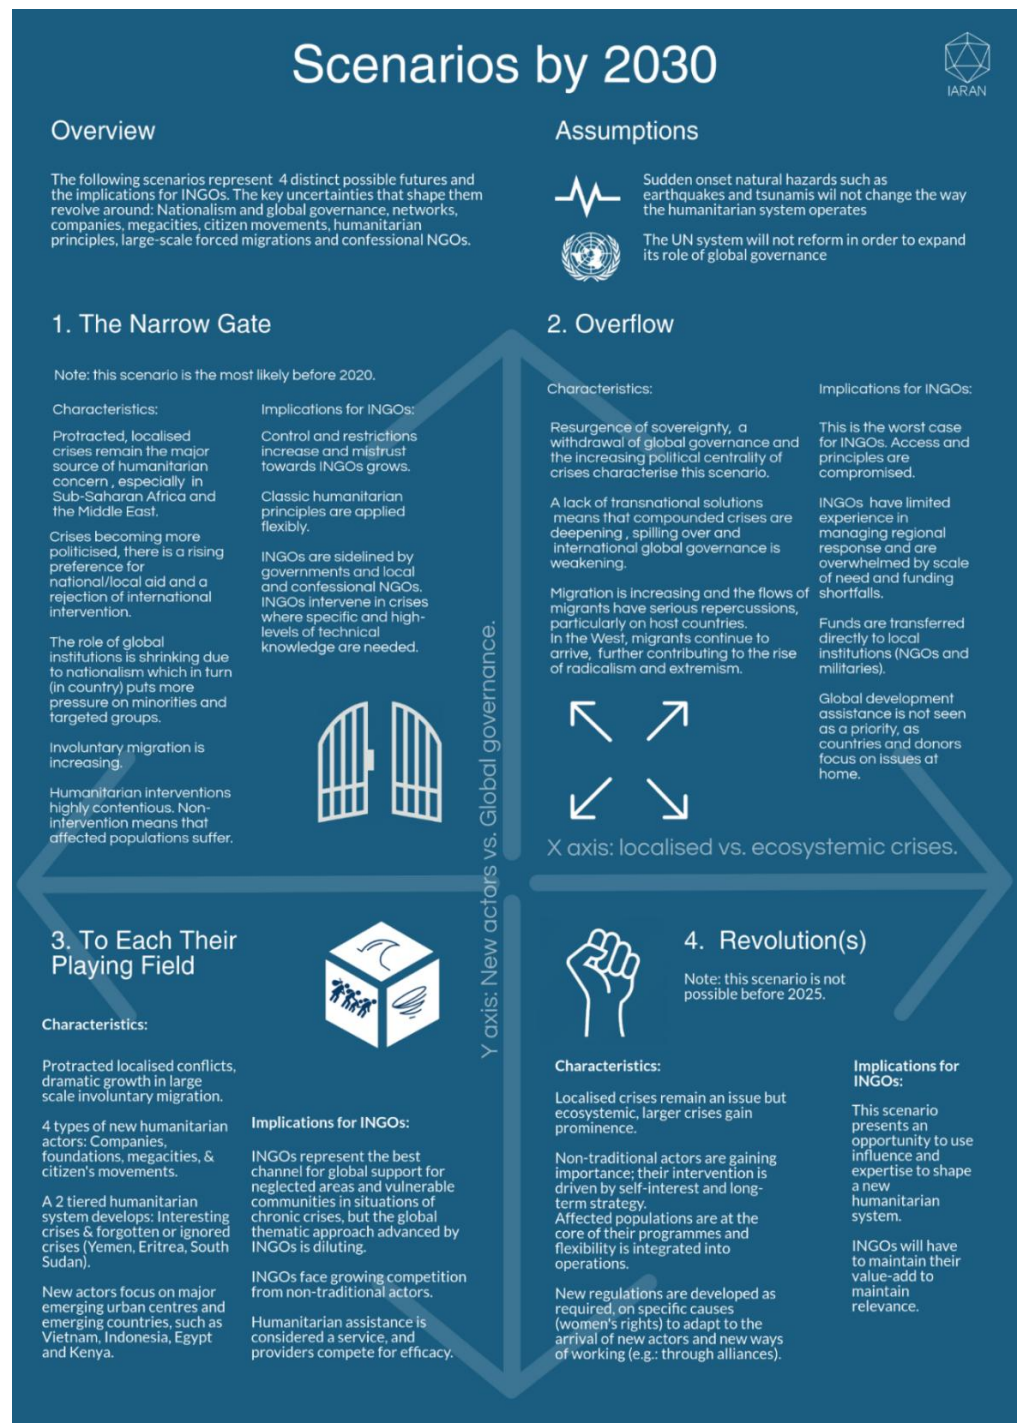 Scenarios by 2030
IARAN
Overview
The following scenarios represent 4 distinct possible futures and
the implications for INGOs. The key uncertainties that shape them
revolve around: Nationalism and global governance, networks,
companies, megacities, citizen movements, humanitarian
principles, large-scale forced migrations and confessional NGOs.
Assumptions
Sudden onset natural hazards such as
earthquakes and tsunamis wil not change the way
the humanitarian system operates
The UN system will not reform in order to expand
its role of global governance
1. The Narrow Gate
Note: this scenario is the most likely before 2020.
Characteristics:
Protracted, localised
crises remain the major
source of humanitarian
concern , especially in
Sub-Saharan Africa and
the Middle East.
Crises becoming more
politicised, there is a rising
preference for
national/local aid and a
rejection of international
intervention.
The role of global
institutions is shrinking due
to nationalism which in turn
(in country) puts more
pressure on minorities and
targeted groups.
Involuntary migration is
increasing.
Humanitarian interventions
highly contentious. Non-
intervention means that
affected populations suffer.
Implications for INGOs:
Control and restrictions
increase and mistrust
towards INGOs grows.
Classic humanitarian
principles are applied
flexibly.
INGOs are sidelined by
governments and local
and confessional NGOs.
INGOs intervene in crises
where specific and high-
levels of technical
knowledge are needed.
2. Overflow
Characteristics:
Resurgence of sovereignty, a
withdrawal of global governance and
the increasing political centrality of
crises characterise this scenario.
A lack of transnational solutions
means that compounded crises are
deepening , spilling over and
international global governance is
weakening.
Migration is increasing and the flows of
migrants have serious repercussions,
particularly on host countries.
In the West, migrants continue to
arrive, further contributing to the rise
of radicalism and extremism.
Implications for INGOs:
This is the worst case
for INGOs. Access and
principles are
compromised.
INGOs have limited
experience in
managing regional
response and are
overwhelmed by scale
of need and funding
shortfalls.
Funds are transferred
directly to local
institutions (NGOs and
militaries).
Global development
assistance is not seen
as a priority, as
countries and donors
focus on issues at
home.
X axis: localised vs. ecosystemic crises.
Y axis: New actors vs. Global governance.
3. To Each Their
Playing Field
Characteristics:
Protracted localised conflicts,
dramatic growth in large
scale involuntary migration.
4 types of new humanitarian
actors: Companies,
foundations, megacities, &
citizen's movements.
A 2 tiered humanitarian
system develops: Interesting
crises & forgotten or ignored
crises (Yemen, Eritrea, South
Sudan).
New actors focus on major
emerging urban centres and
emerging countries, such as
Vietnam, Indonesia, Egypt
and Kenya.
Implications for INGOs:
INGOs represent the best
channel for global support for
neglected areas and vulnerable
communities in situations of
chronic crises, but the global
thematic approach advanced by
INGOs is diluting.
INGOs face growing competition
from non-traditional actors.
Humanitarian assistance is
considered a service, and
providers compete for efficacy.
4. Revolution(s)
Note: this scenario is not
possible before 2025.
Characteristics:
Localised crises remain an issue but
ecosystemic, larger crises gain
prominence.
Non-traditional actors are gaining
importance; their intervention is
driven by self-interest and long-
term strategy.
Affected populations are at the
core of their programmes and
flexibility is integrated into
operations.
New regulations are developed as
required, on specific causes
(women's rights) to adapt to the
arrival of new actors and new ways
of working (e.g.: through alliances).
Implications for
INGOs:
This scenario
presents an
opportunity to use
influence and
expertise to shape
a new
humanitarian
system.
INGOs will have
to maintain their
value-add to
maintain
relevance.